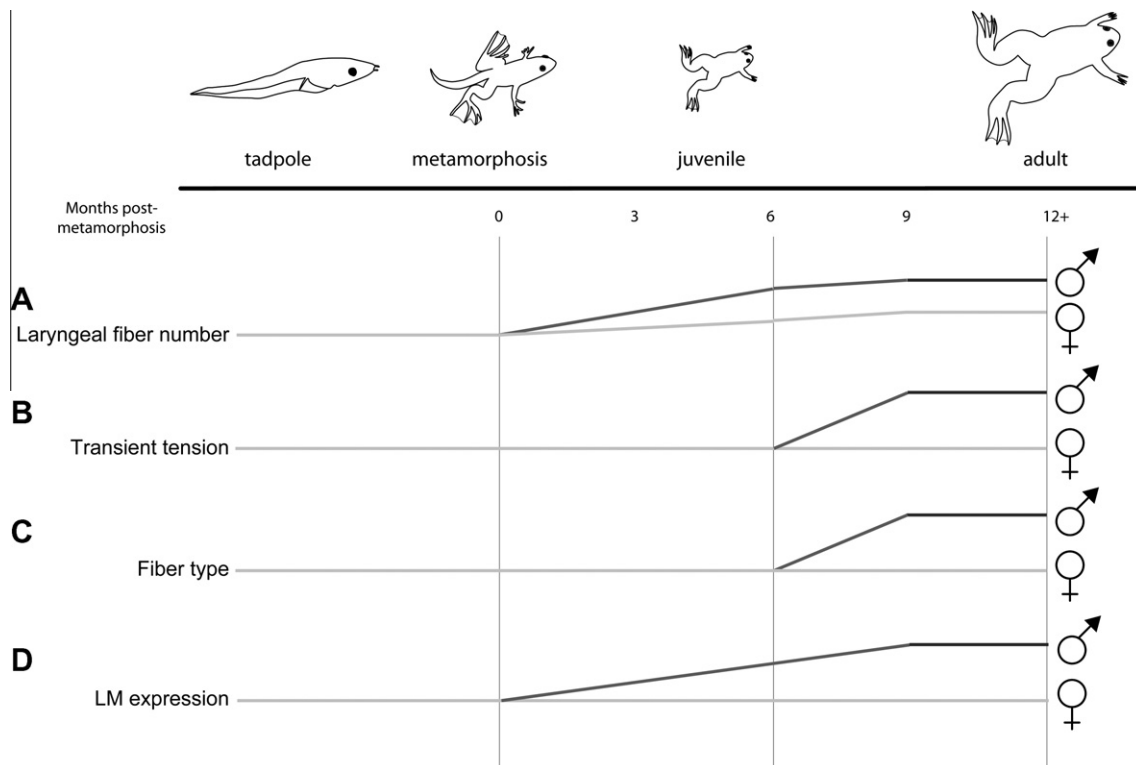 tadpole metamorphosis juvenile adult
Months post-
metamorphosis
0 3 6 9 12+
A
Laryngeal fiber number
B
Transient tension
C
Fiber type
D
LM expression